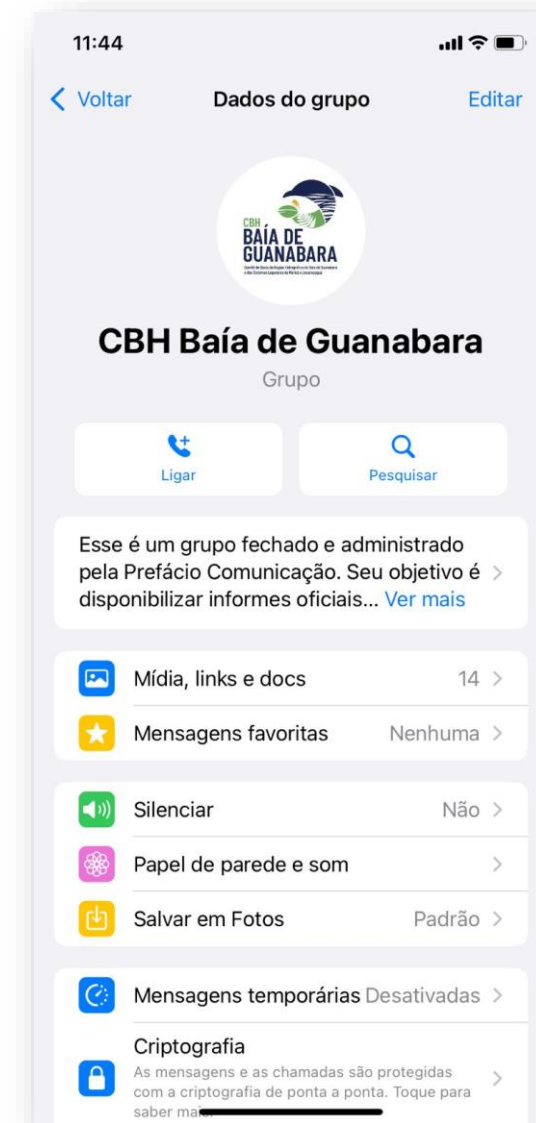 11:44
Voltar
Dados do grupo
Editar
CBH
BAÍA DE
GUANABARA
CBH Baía de Guanabara
Grupo
Ligar
Pesquisar
Esse é um grupo fechado e administrado
pela Prefácio Comunicação. Seu objetivo é
disponibilizar informes oficiais... Ver mais
Mídia, links e docs 14
Mensagens favoritas Nenhuma
Silenciar Não
Papel de parede e som
Salvar em Fotos Padrão
Mensagens temporárias Desativadas
Criptografia
As mensagens e as chamadas são protegidas
com a criptografia de ponta a ponta. Toque para
saber mais.